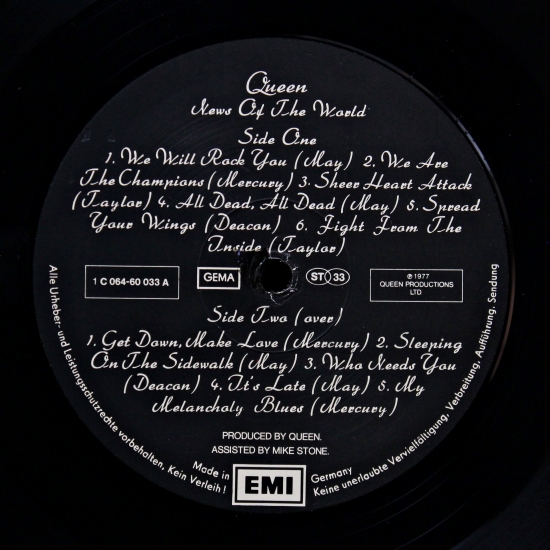 Queen
News Of The World
Side One
1. We Will Rock You (May) 2. We Are
The Champions (Mercury) 3. Sheer Heart Attack
(Taylor) 4. All Dead, All Dead (May) 5. Spread
Your Wings (Deacon) 6. Fight From The
Inside (Taylor)
1 C 064-60 033 A
GEMA
ST 33
℗ 1977
QUEEN PRODUCTIONS
LTD
Side Two (over)
1. Get Down, Make Love (Mercury) 2. Sleeping
On The Sidewalk (May) 3. Who Needs You
(Deacon) 4. It's Late (May) 5. My
Melancholy Blues (Mercury)
PRODUCED BY QUEEN.
ASSISTED BY MIKE STONE.
Made in Germany
EMI
Alle Urheber- und Leistungsschutzrechte vorbehalten, Kein Verleih!
Keine unerlaubte Vervielfältigung, Verbreitung, Aufführung, Sendung